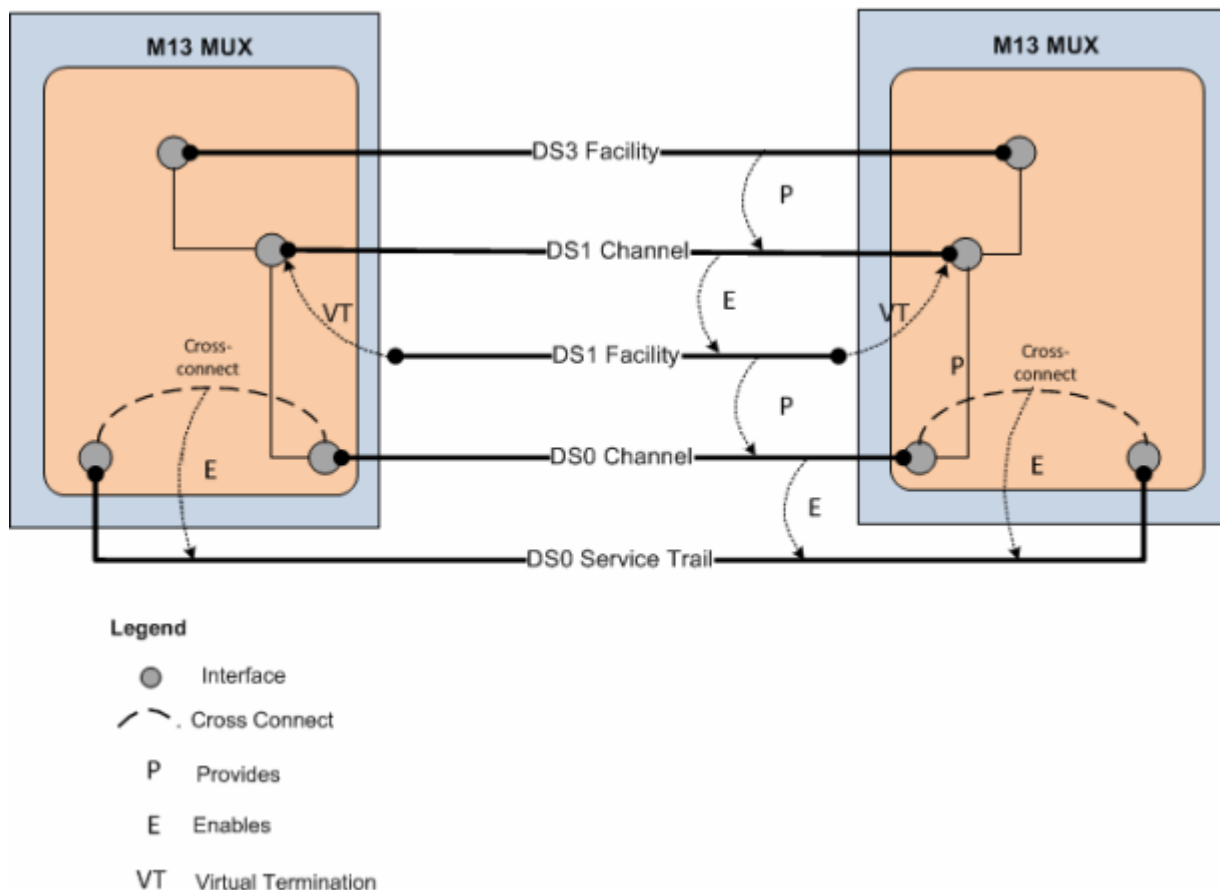 M13 MUX
M13 MUX
DS3 Facility
P
DS1 Channel
E
VT
VT
DS1 Facility
Cross-
connect
Cross-
connect
P
P
DS0 Channel
E
E
E
DS0 Service Trail
Legend
Interface
Cross Connect
P Provides
E Enables
VT Virtual Termination